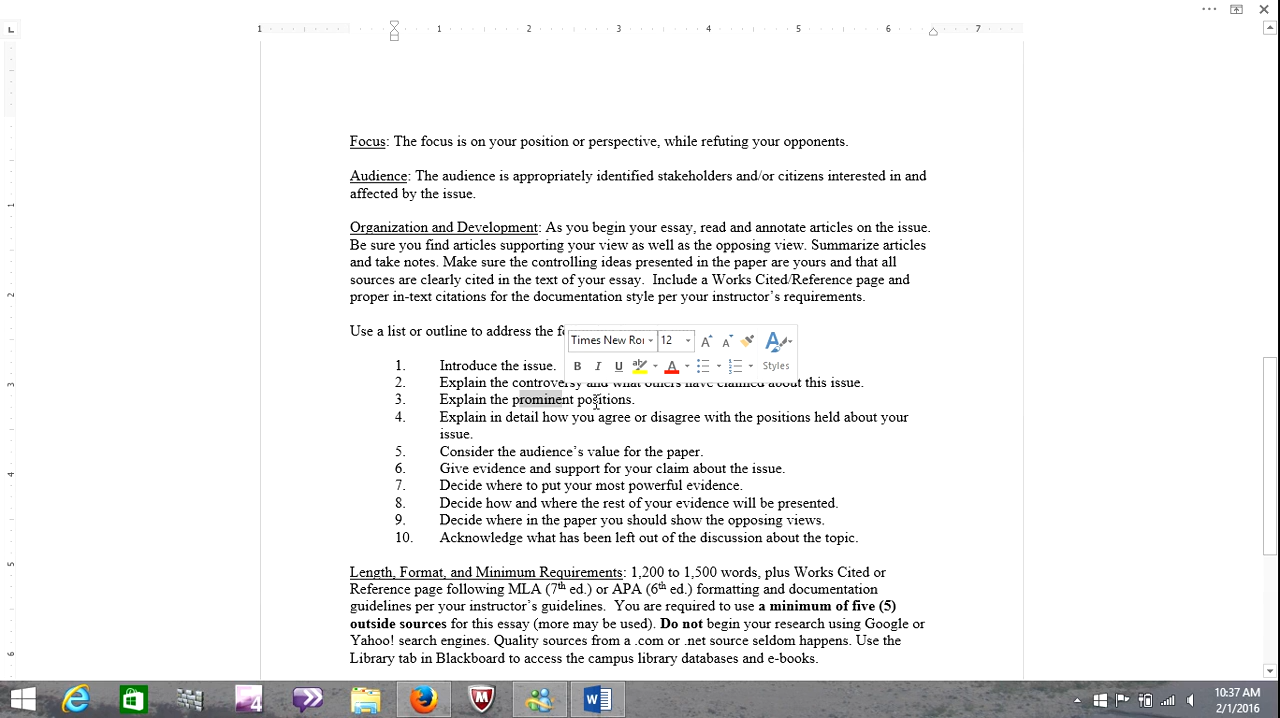 1 1 2 3 4 5 6 7
Focus: The focus is on your position or perspective, while refuting your opponents.
Audience: The audience is appropriately identified stakeholders and/or citizens interested in and
affected by the issue.
Organization and Development: As you begin your essay, read and annotate articles on the issue.
Be sure you find articles supporting your view as well as the opposing view. Summarize articles
and take notes. Make sure the controlling ideas presented in the paper are yours and that all
sources are clearly cited in the text of your essay.  Include a Works Cited/Reference page and
proper in-text citations for the documentation style per your instructor's requirements.
Use a list or outline to address the
Times New Roi 12
B I U Styles
1. Introduce the issue.
2. Explain the controversy and what others have claimed about this issue.
3. Explain the prominent positions.
4. Explain in detail how you agree or disagree with the positions held about your
issue.
5. Consider the audience's value for the paper.
6. Give evidence and support for your claim about the issue.
7. Decide where to put your most powerful evidence.
8. Decide how and where the rest of your evidence will be presented.
9. Decide where in the paper you should show the opposing views.
10. Acknowledge what has been left out of the discussion about the topic.
Length, Format, and Minimum Requirements: 1,200 to 1,500 words, plus Works Cited or
Reference page following MLA (7th ed.) or APA (6th ed.) formatting and documentation
guidelines per your instructor's guidelines.  You are required to use a minimum of five (5)
outside sources for this essay (more may be used). Do not begin your research using Google or
Yahoo! search engines. Quality sources from a .com or .net source seldom happens. Use the
Library tab in Blackboard to access the campus library databases and e-books.
10:37 AM
2/1/2016